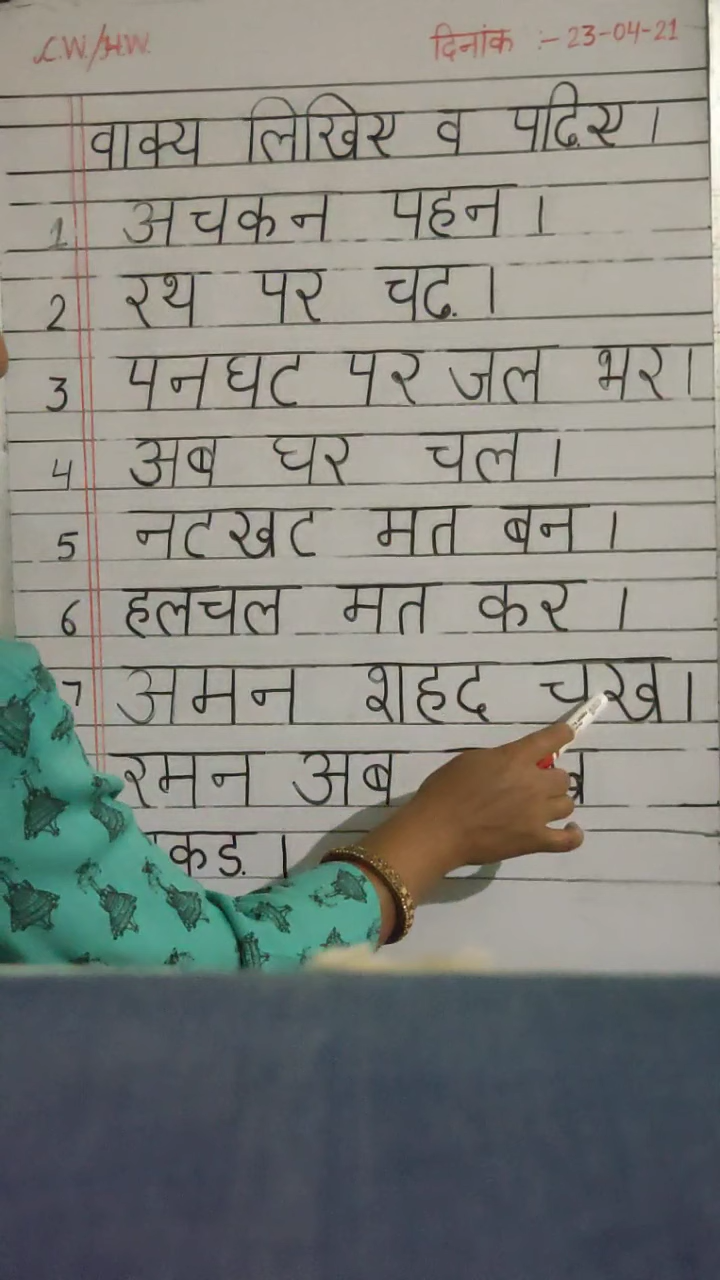 C.W./H.W. दिनांक :- 23-04-21
वाक्य लिखिए व पढ़िए।
1 अचकन पहन।
2 रथ पर चढ़।
3 पनघट पर जल भर।
4 अब घर चल।
5 नटखट मत बन।
6 हलचल मत कर।
7 अमन शहद चख।
रमन अब
कड़।